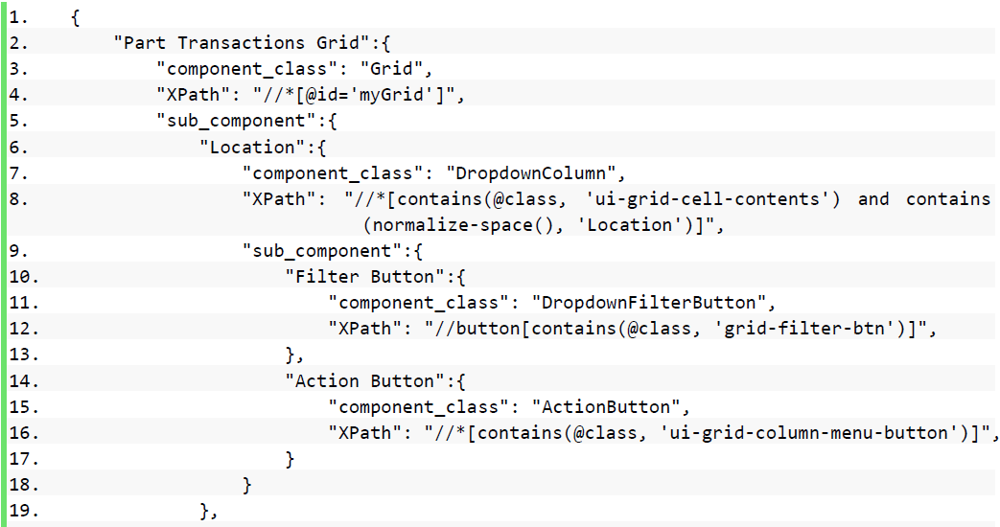 1.    {
2.        "Part Transactions Grid":{
3.            "component_class": "Grid",
4.            "XPath": "//*[@id='myGrid']",
5.            "sub_component":{
6.                "Location":{
7.                    "component_class": "DropdownColumn",
8.                    "XPath": "//*[contains(@class, 'ui-grid-cell-contents') and contains
                              (normalize-space(), 'Location')]",
9.                    "sub_component":{
10.                       "Filter Button":{
11.                           "component_class": "DropdownFilterButton",
12.                           "XPath": "//button[contains(@class, 'grid-filter-btn')]",
13.                       },
14.                       "Action Button":{
15.                           "component_class": "ActionButton",
16.                           "XPath": "//*[contains(@class, 'ui-grid-column-menu-button')]",
17.                       }
18.                   }
19.               },